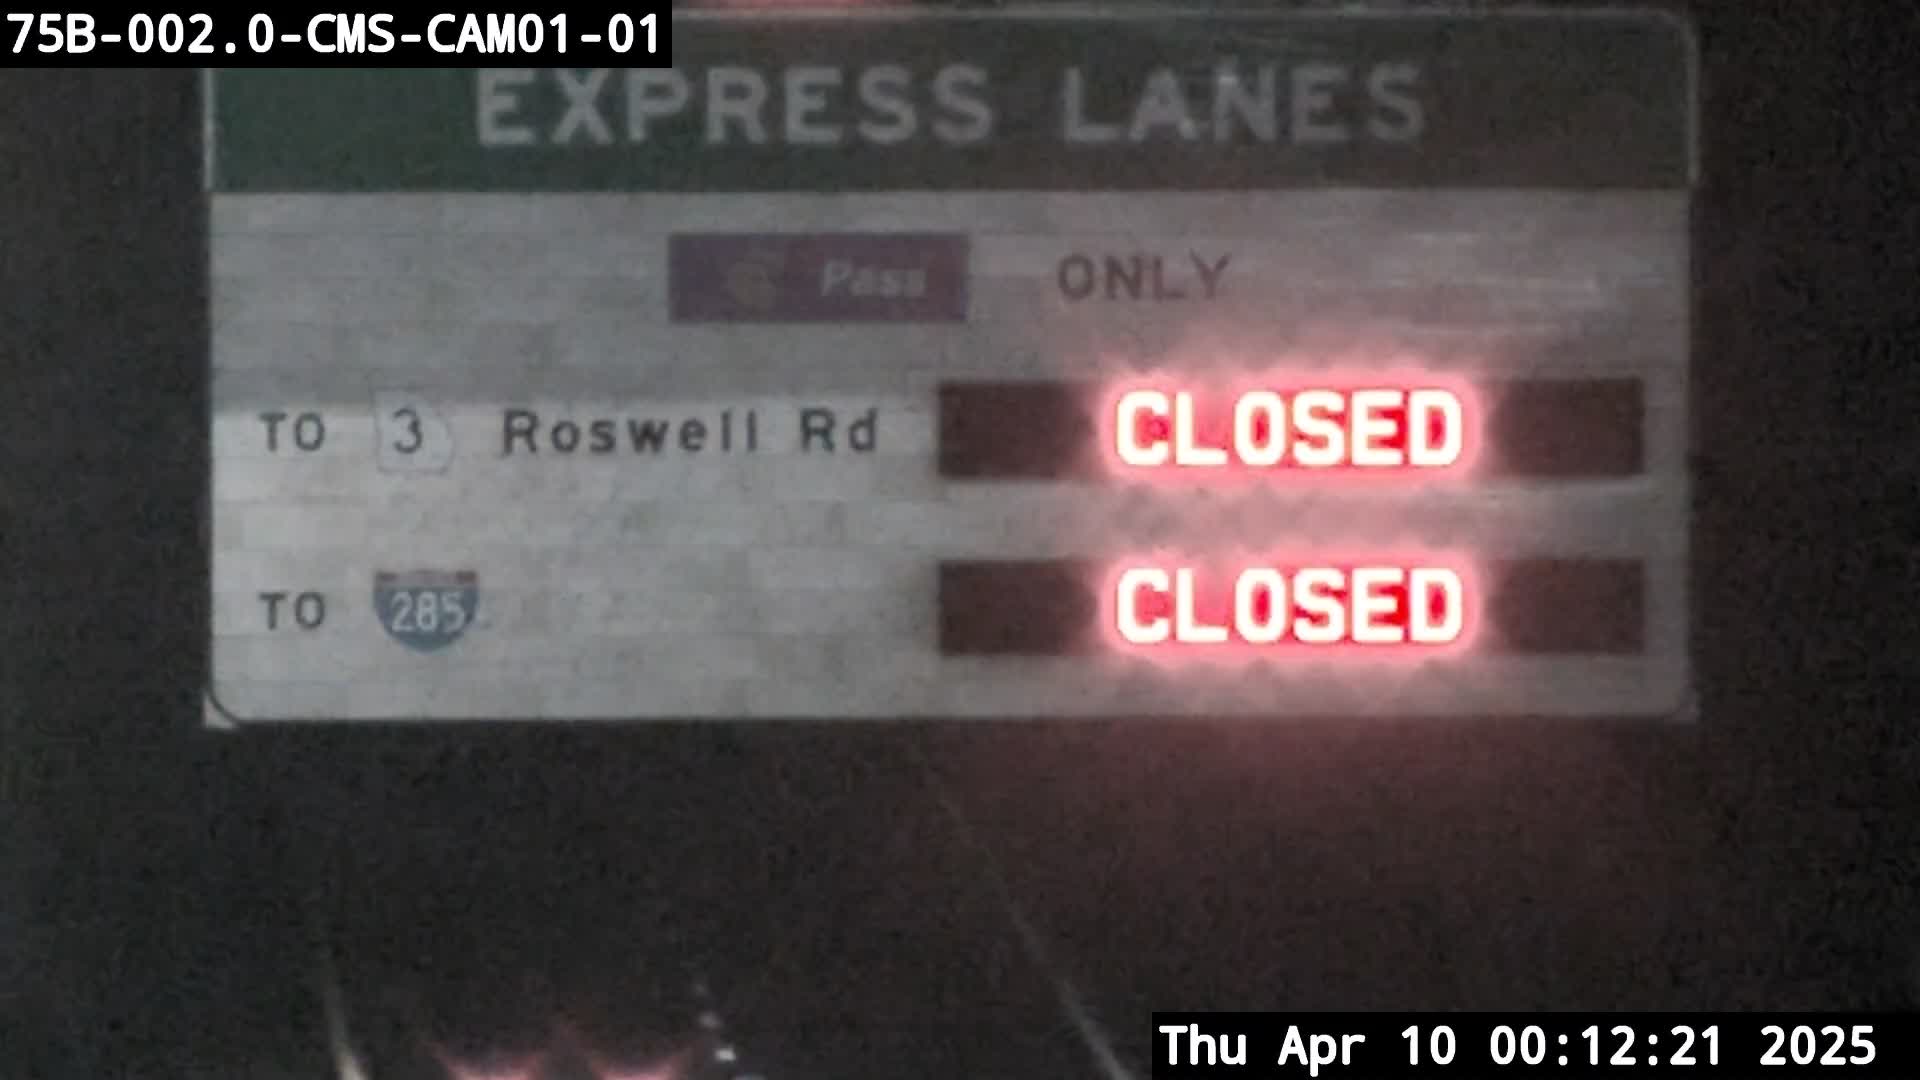 75B-002.0-CMS-CAM01-01
EXPRESS LANES
Pass ONLY
TO 3 Roswell Rd CLOSED
TO 285 CLOSED
Thu Apr 10 00:12:21 2025